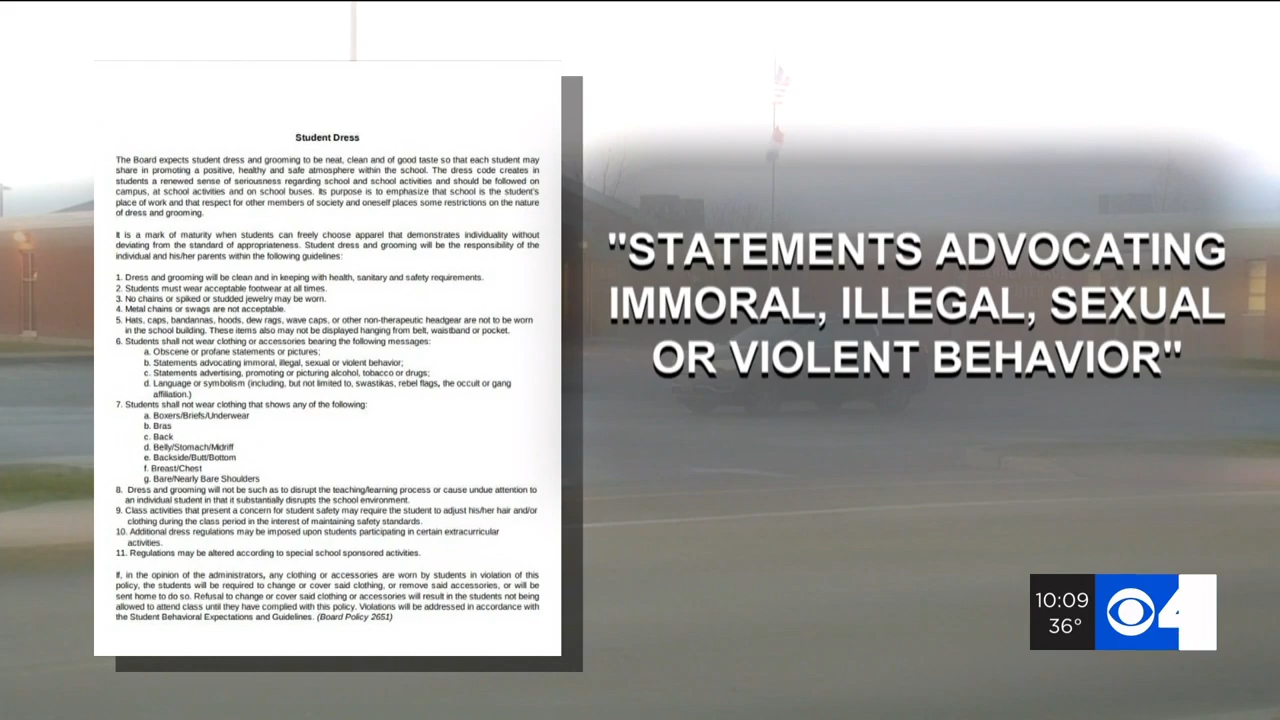 Student Dress
The Board expects student dress and grooming to be neat, clean and of good taste so that each student may
share in promoting a positive, healthy and safe atmosphere within the school. The dress code creates in
students a renewed sense of seriousness regarding school and school activities and should be followed on
campus, at school activities and on school buses. Its purpose is to emphasize that school is the student's
place of work and that respect for other members of society and oneself places some restrictions on the nature
of dress and grooming.
It is a mark of maturity when students can freely choose apparel that demonstrates individuality without
deviating from the standard of appropriateness. Student dress and grooming will be the responsibility of the
individual and his/her parents within the following guidelines:
1. Dress and grooming will be clean and in keeping with health, sanitary and safety requirements.
2. Students must wear acceptable footwear at all times.
3. No chains or spiked or studded jewelry may be worn.
4. Metal chains or swags are not acceptable.
5. Hats, caps, bandannas, hoods, dew rags, wave caps, or other non-therapeutic headgear are not to be worn
in the school building. These items also may not be displayed hanging from belt, waistband or pocket.
6. Students shall not wear clothing or accessories bearing the following messages:
a. Obscene or profane statements or pictures;
b. Statements advocating immoral, illegal, sexual or violent behavior;
c. Statements advertising, promoting or picturing alcohol, tobacco or drugs;
d. Language or symbolism (including, but not limited to, swastikas, rebel flags, the occult or gang
affiliation.)
7. Students shall not wear clothing that shows any of the following:
a. Boxers/Briefs/Underwear
b. Bras
c. Back
d. Belly/Stomach/Midriff
e. Backside/Butt/Bottom
f. Breast/Chest
g. Bare/Nearly Bare Shoulders
8. Dress and grooming will not be such as to disrupt the teaching/learning process or cause undue attention to
an individual student in that it substantially disrupts the school environment.
9. Class activities that present a concern for student safety may require the student to adjust his/her hair and/or
clothing during the class period in the interest of maintaining safety standards.
10. Additional dress regulations may be imposed upon students participating in certain extracurricular
activities.
11. Regulations may be altered according to special school sponsored activities.
If, in the opinion of the administrators, any clothing or accessories are worn by students in violation of this
policy, the students will be required to change or cover said clothing, or remove said accessories, or will be
sent home to do so. Refusal to change or cover said clothing or accessories will result in the students not being
allowed to attend class until they have complied with this policy. Violations will be addressed in accordance with
the Student Behavioral Expectations and Guidelines. (Board Policy 2651)
"STATEMENTS ADVOCATING
IMMORAL, ILLEGAL, SEXUAL
OR VIOLENT BEHAVIOR"
10:09
36°
4